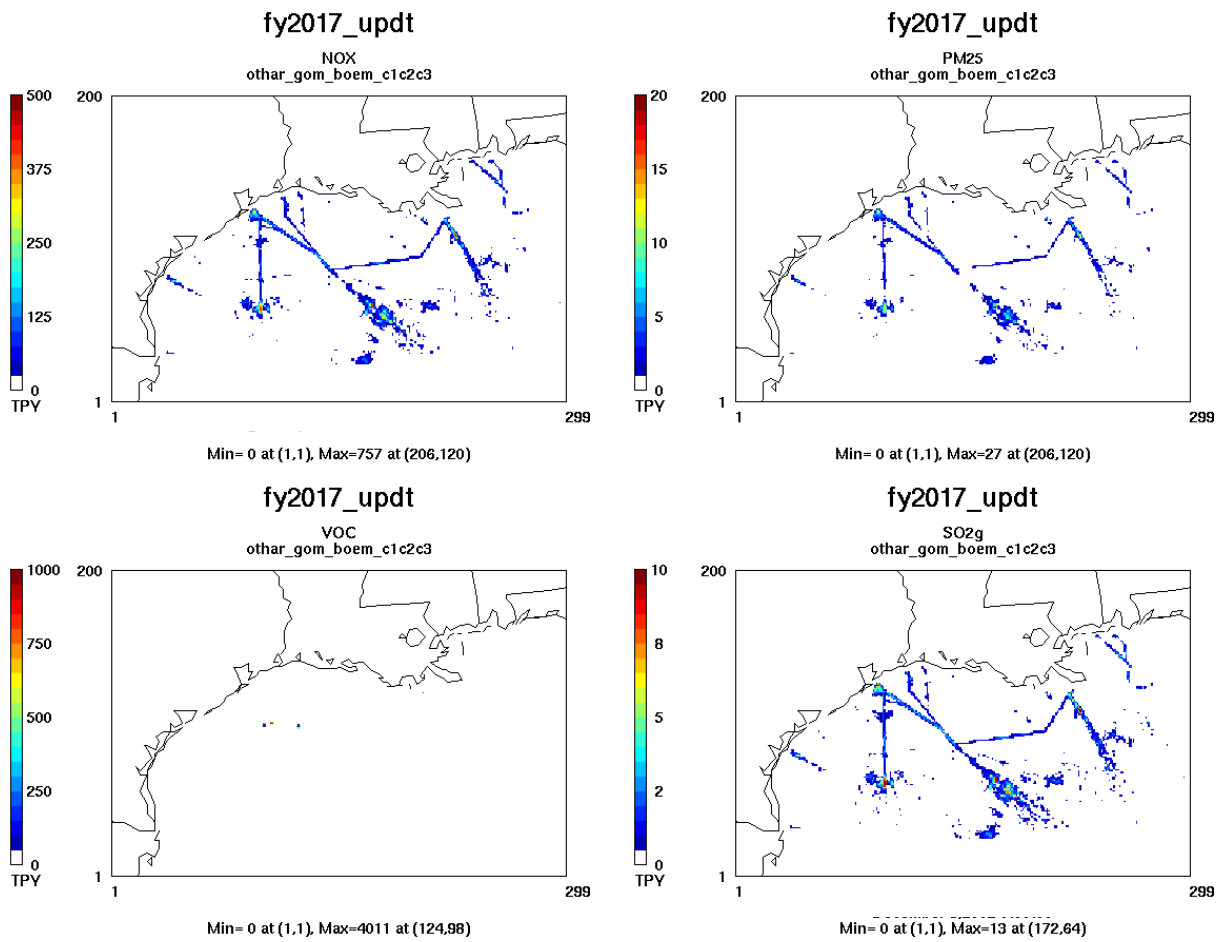 fy2017_updt
NOX
othar_gom_boem_c1c2c3
500
375
250
125
0
TPY
200
1
1
299
Min= 0 at (1,1), Max=757 at (206,120)
fy2017_updt
PM25
othar_gom_boem_c1c2c3
20
15
10
5
0
TPY
200
1
1
299
Min= 0 at (1,1), Max=27 at (206,120)
fy2017_updt
VOC
othar_gom_boem_c1c2c3
1000
750
500
250
0
TPY
200
1
1
299
Min= 0 at (1,1), Max=4011 at (124,98)
fy2017_updt
SO2g
othar_gom_boem_c1c2c3
10
8
5
2
0
TPY
200
1
1
299
Min= 0 at (1,1), Max=13 at (172,64)